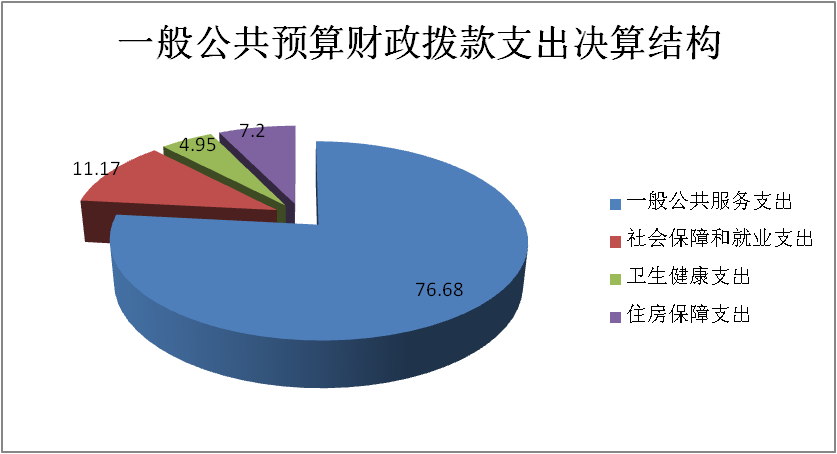 一般公共预算财政拨款支出决算结构
7.2
4.95
11.17
76.68
一般公共服务支出
社会保障和就业支出
卫生健康支出
住房保障支出